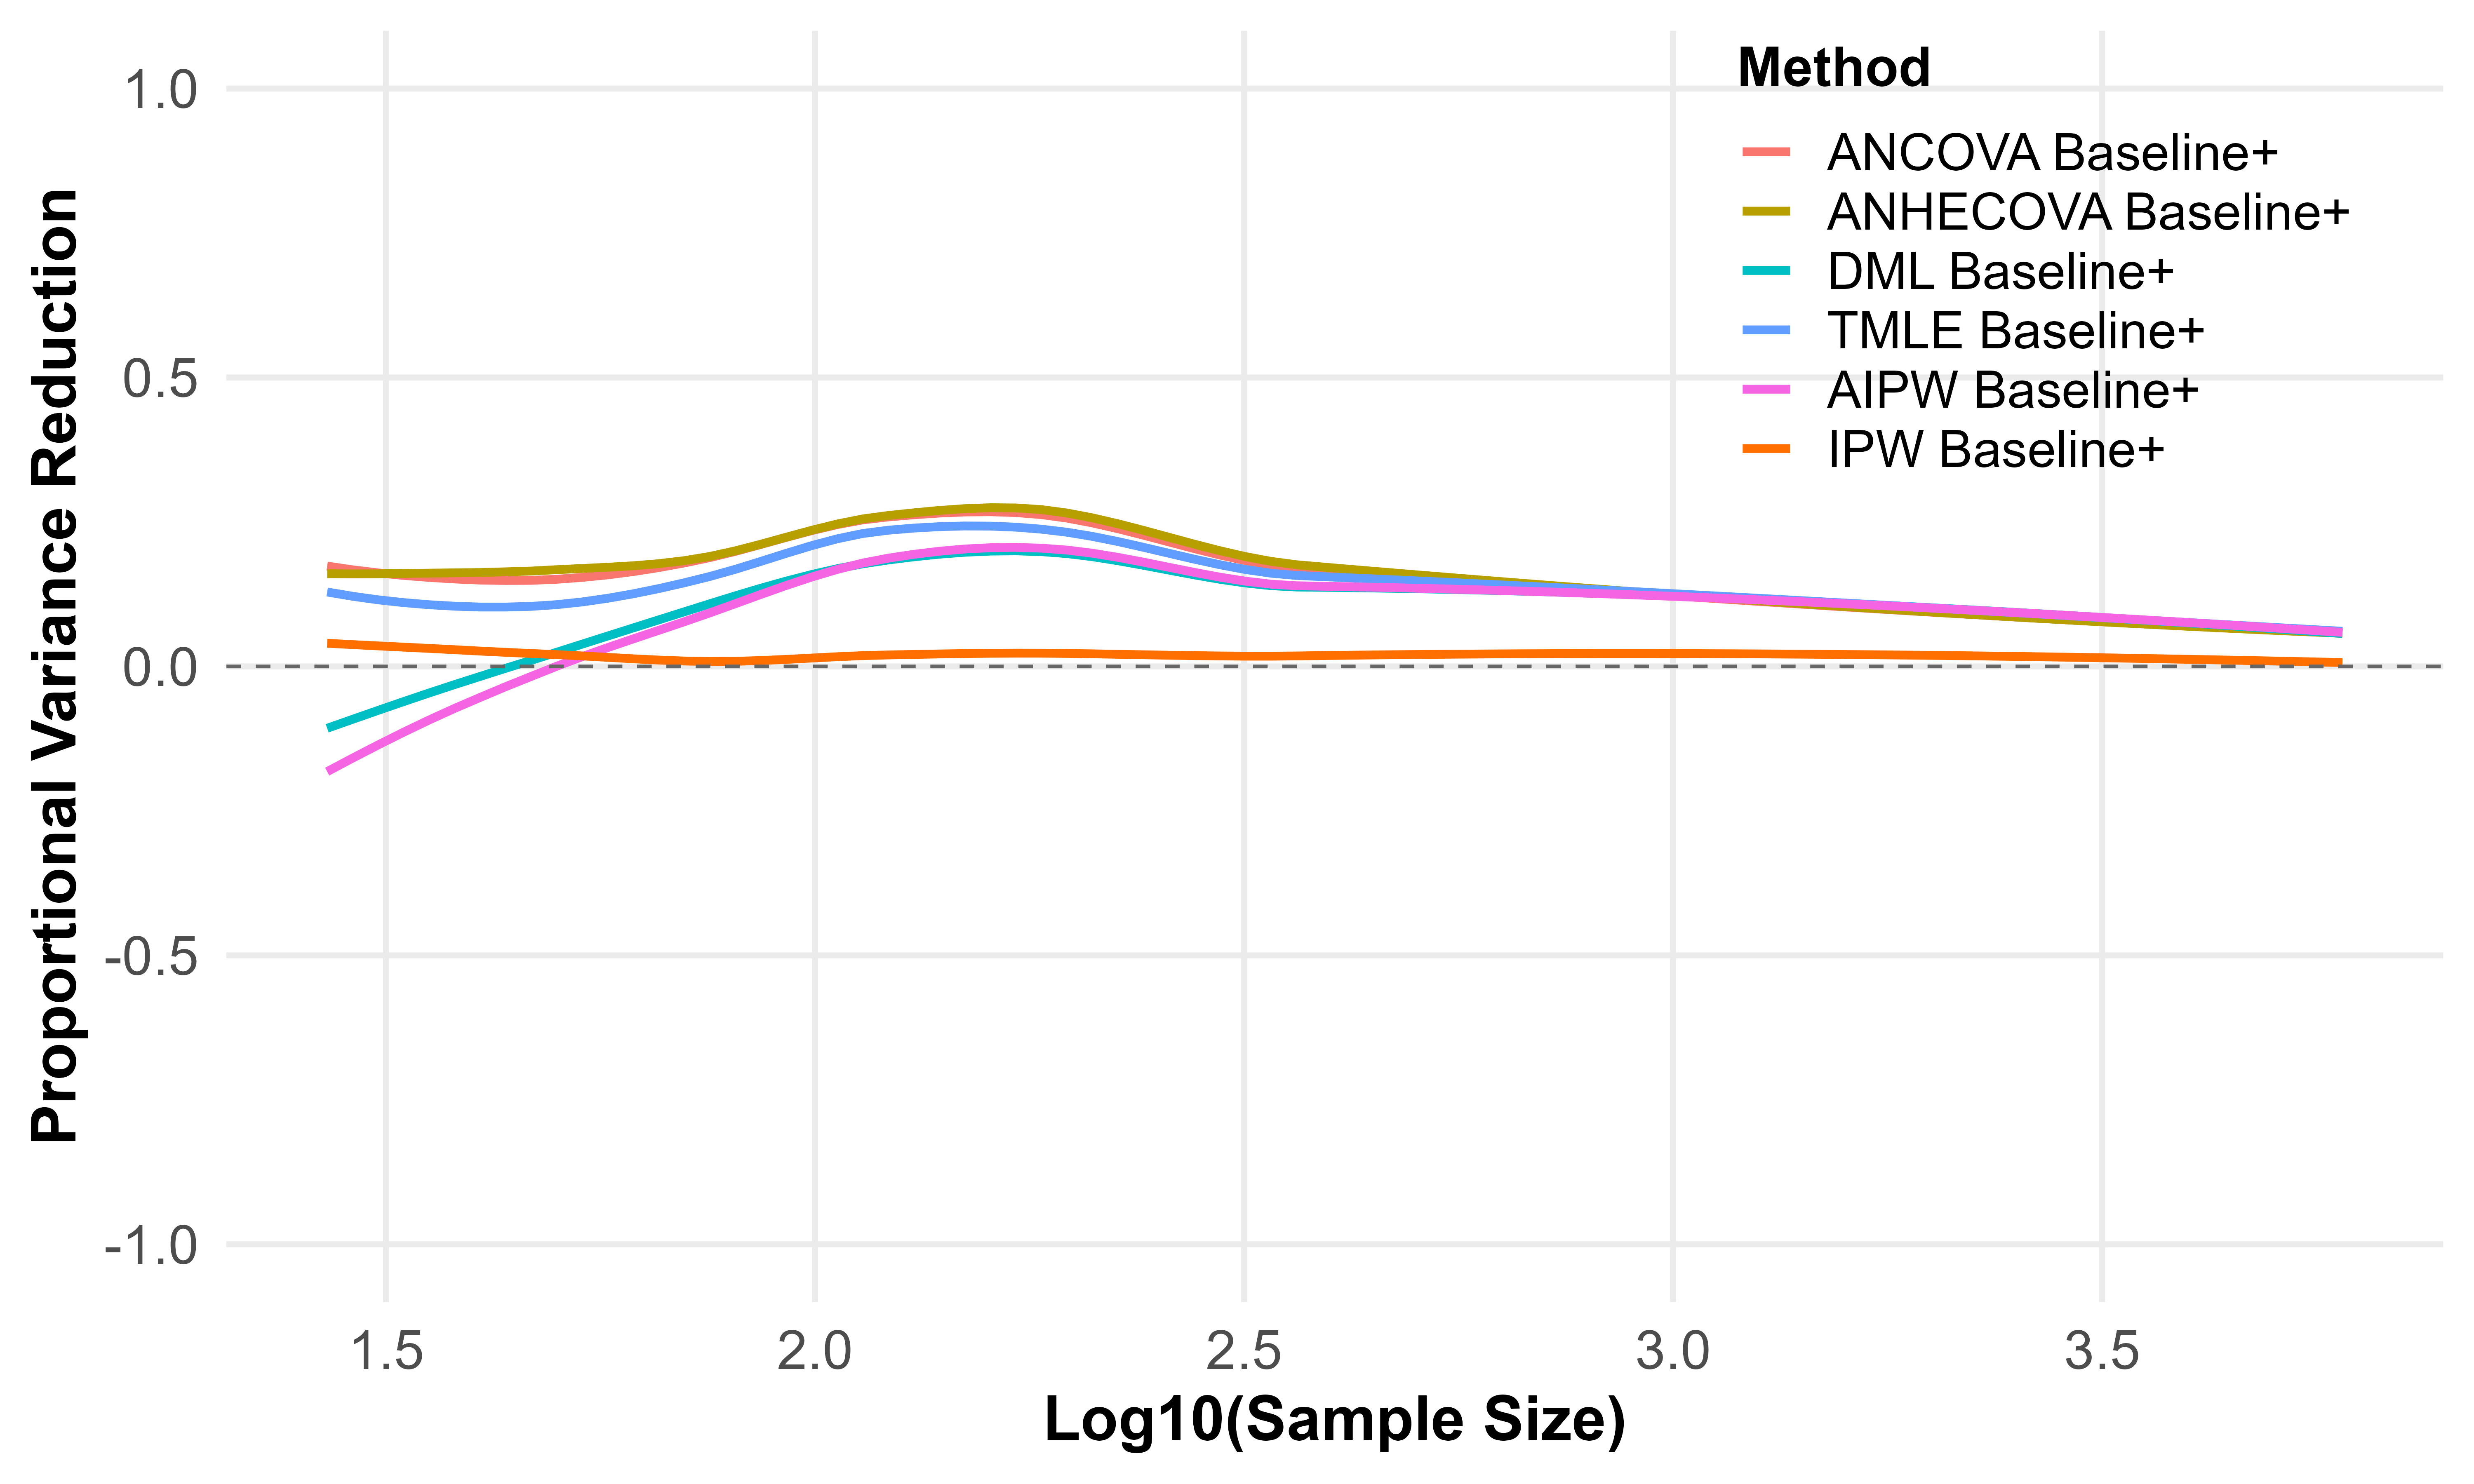 Proportional Variance Reduction
1.0
0.5
0.0
-0.5
-1.0
Method
ANCOVA Baseline+
ANHECOVA Baseline+
DML Baseline+
TMLE Baseline+
AIPW Baseline+
IPW Baseline+
1.5 2.0 2.5 3.0 3.5
Log10(Sample Size)